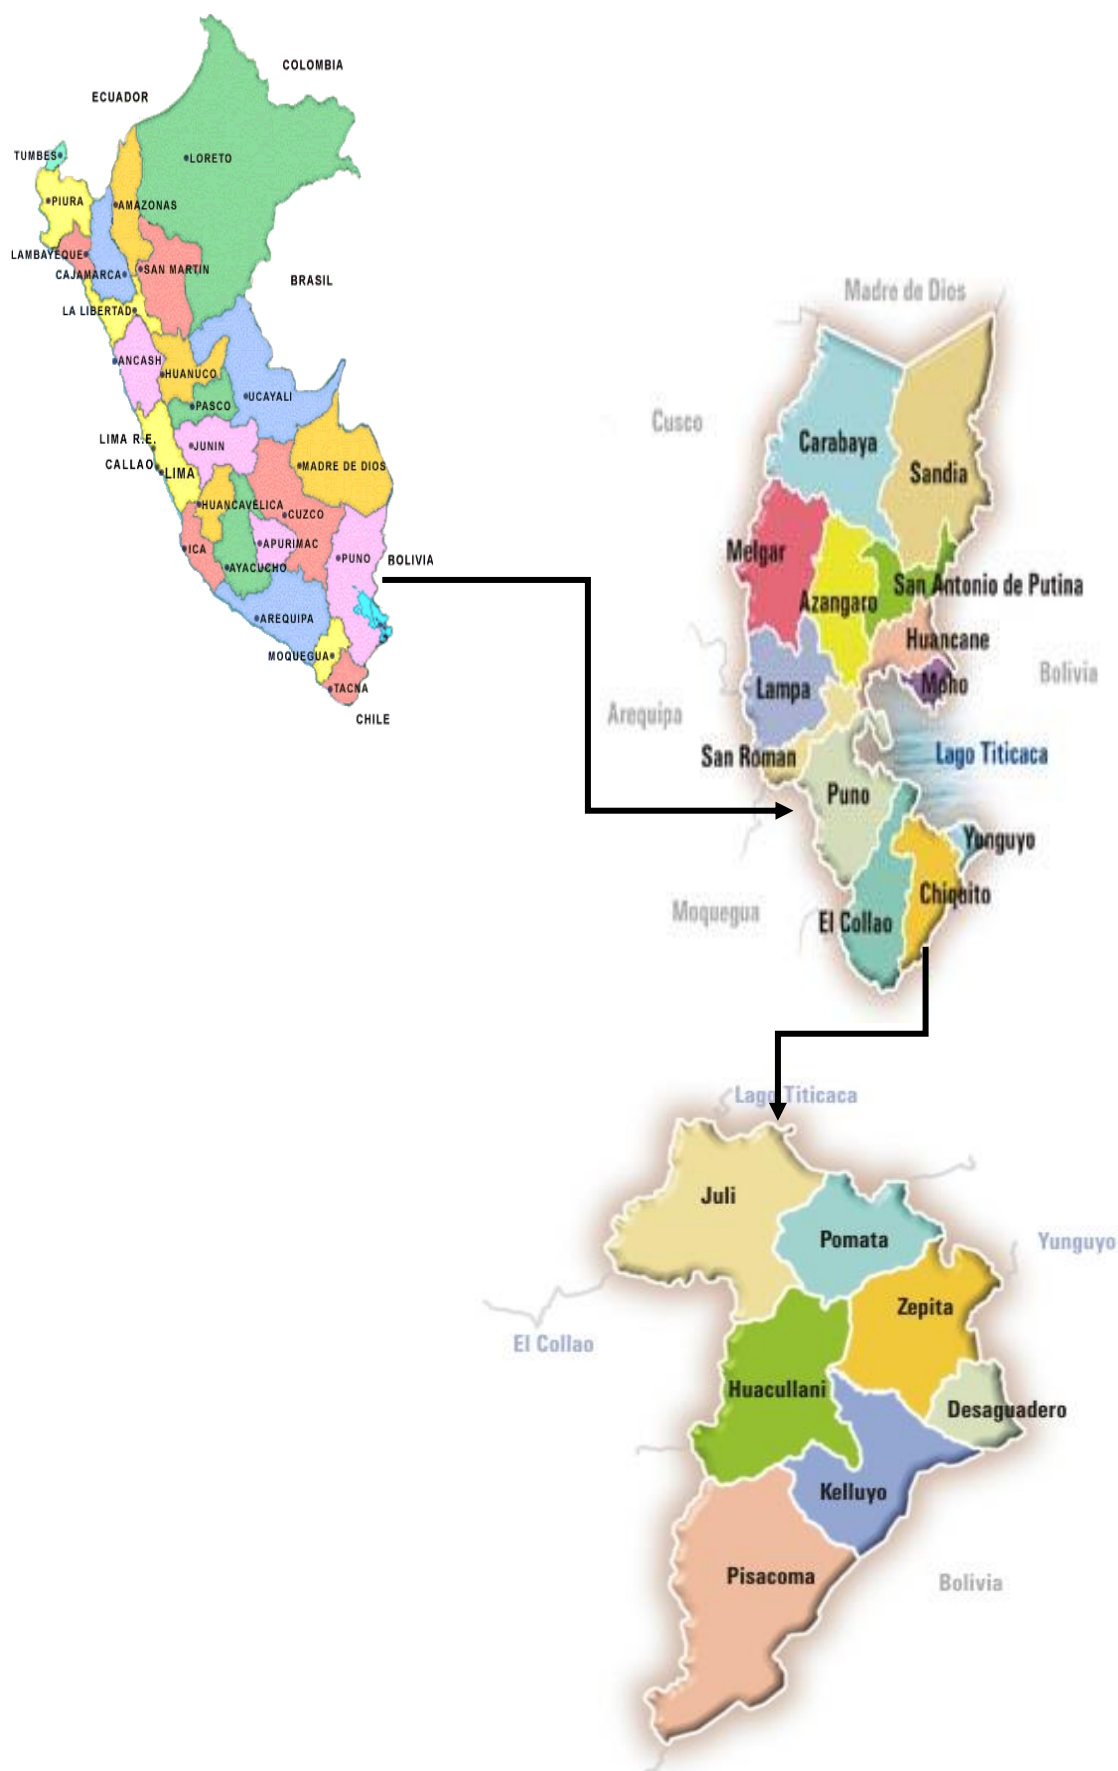 COLOMBIA
ECUADOR
TUMBES
LORETO
PIURA
AMAZONAS
LAMBAYEQUE
CAJAMARCA
SAN MARTIN
BRASIL
LA LIBERTAD
ANCASH
HUANUCO
UCAYALI
PASCO
LIMA R.E.
JUNIN
CALLAO
LIMA
MADRE DE DIOS
HUANCAVELICA
CUZCO
ICA
APURIMAC
AYACUCHO
PUNO
BOLIVIA
AREQUIPA
MOQUEGUA
TACNA
CHILE
Madre de Dios
Cusco
Carabaya
Sandia
Melgar
San Antonio de Putina
Azangaro
Huancane
Bolivia
Lampa
Moho
Arequipa
San Roman
Lago Titicaca
Puno
Yunguyo
Chiquito
Moquegua
El Collao
Lago Titicaca
Juli
Pomata
Yunguyo
Zepita
El Collao
Huacullani
Desaguadero
Kelluyo
Pisacoma
Bolivia